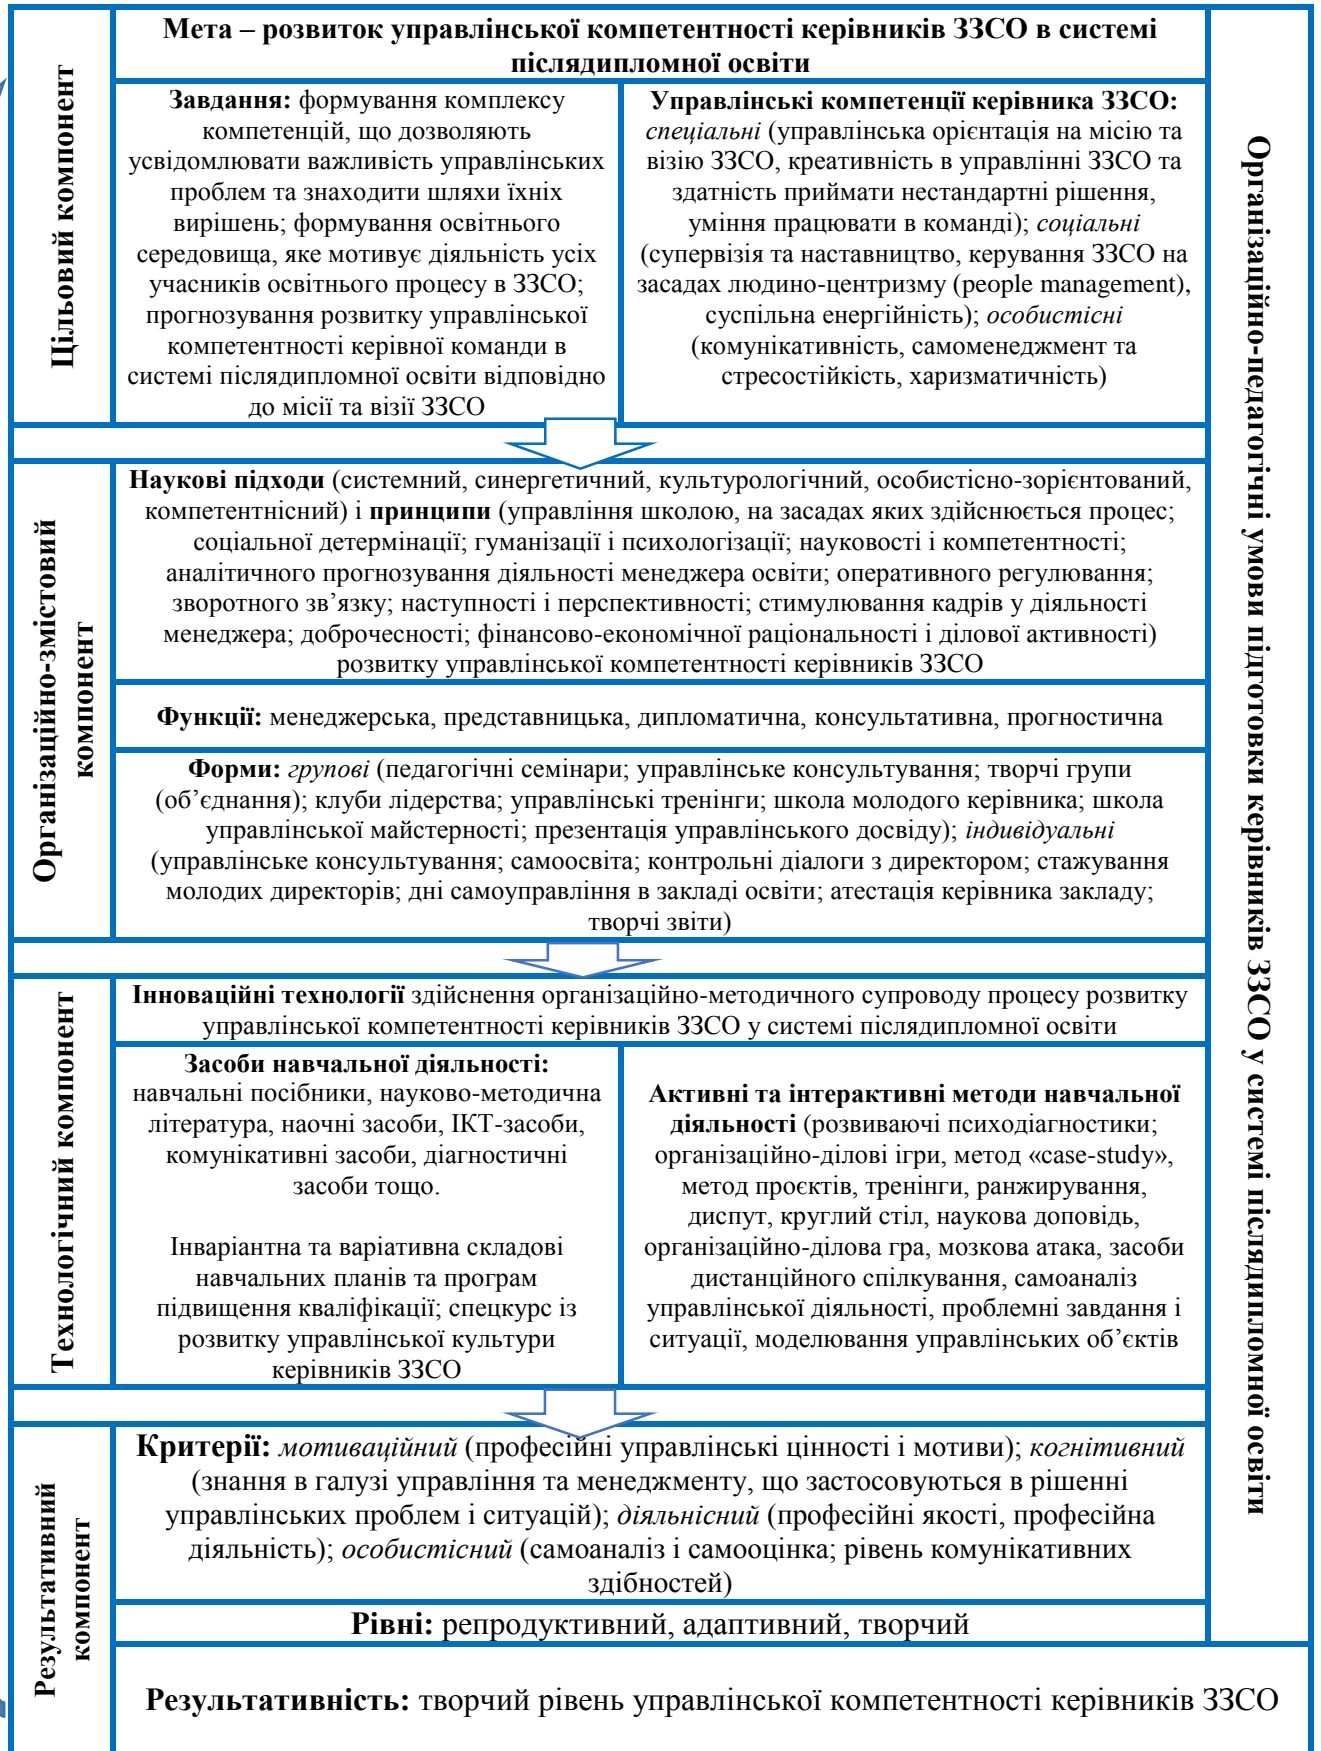 Цільовий компонент
Мета – розвиток управлінської компетентності керівників ЗЗСО в системі
післядипломної освіти
Завдання: формування комплексу
компетенцій, що дозволяють
усвідомлювати важливість управлінських
проблем та знаходити шляхи їхніх
вирішень; формування освітнього
середовища, яке мотивує діяльність усіх
учасників освітнього процесу в ЗЗСО;
прогнозування розвитку управлінської
компетентності керівної команди в
системі післядипломної освіти відповідно
до місії та візії ЗЗСО
Управлінські компетенції керівника ЗЗСО:
спеціальні (управлінська орієнтація на місію та
візію ЗЗСО, креативність в управлінні ЗЗСО та
здатність приймати нестандартні рішення,
уміння працювати в команді); соціальні
(супервізія та наставництво, керування ЗЗСО на
засадах людино-центризму (people management),
суспільна енергійність); особистісні
(комунікативність, самоменеджмент та
стресостійкість, харизматичність)
Організаційно-змістовий
компонент
Наукові підходи (системний, синергетичний, культурологічний, особистісно-зорієнтований,
компетентнісний) і принципи (управління школою, на засадах яких здійснюється процес;
соціальної детермінації; гуманізації і психологізації; науковості і компетентності;
аналітичного прогнозування діяльності менеджера освіти; оперативного регулювання;
зворотного зв’язку; наступності і перспективності; стимулювання кадрів у діяльності
менеджера; доброчесності; фінансово-економічної раціональності і ділової активності)
розвитку управлінської компетентності керівників ЗЗСО
Функції: менеджерська, представницька, дипломатична, консультативна, прогностична
Форми: групові (педагогічні семінари; управлінське консультування; творчі групи
(об’єднання); клуби лідерства; управлінські тренінги; школа молодого керівника; школа
управлінської майстерності; презентація управлінського досвіду); індивідуальні
(управлінське консультування; самоосвіта; контрольні діалоги з директором; стажування
молодих директорів; дні самоуправління в закладі освіти; атестація керівника закладу;
творчі звіти)
Технологічний компонент
Інноваційні технології здійснення організаційно-методичного супроводу процесу розвитку
управлінської компетентності керівників ЗЗСО у системі післядипломної освіти
Засоби навчальної діяльності:
навчальні посібники, науково-методична
література, наочні засоби, ІКТ-засоби,
комунікативні засоби, діагностичні
засоби тощо.
Інваріантна та варіативна складові
навчальних планів та програм
підвищення кваліфікації; спецкурс із
розвитку управлінської культури
керівників ЗЗСО
Активні та інтерактивні методи навчальної
діяльності (розвиваючі психодіагностики;
організаційно-ділові ігри, метод «case-study»,
метод проєктів, тренінги, ранжирування,
диспут, круглий стіл, наукова доповідь,
організаційно-ділова гра, мозкова атака, засоби
дистанційного спілкування, самоаналіз
управлінської діяльності, проблемні завдання і
ситуації, моделювання управлінських об’єктів
Результативний
компонент
Критерії: мотиваційний (професійні управлінські цінності і мотиви); когнітивний
(знання в галузі управління та менеджменту, що застосовуються в рішенні
управлінських проблем і ситуацій); діяльнісний (професійні якості, професійна
діяльність); особистісний (самоаналіз і самооцінка; рівень комунікативних
здібностей)
Рівні: репродуктивний, адаптивний, творчий
Результативність: творчий рівень управлінської компетентності керівників ЗЗСО
Організаційно-педагогічні умови підготовки керівників ЗЗСО у системі післядипломної освіти